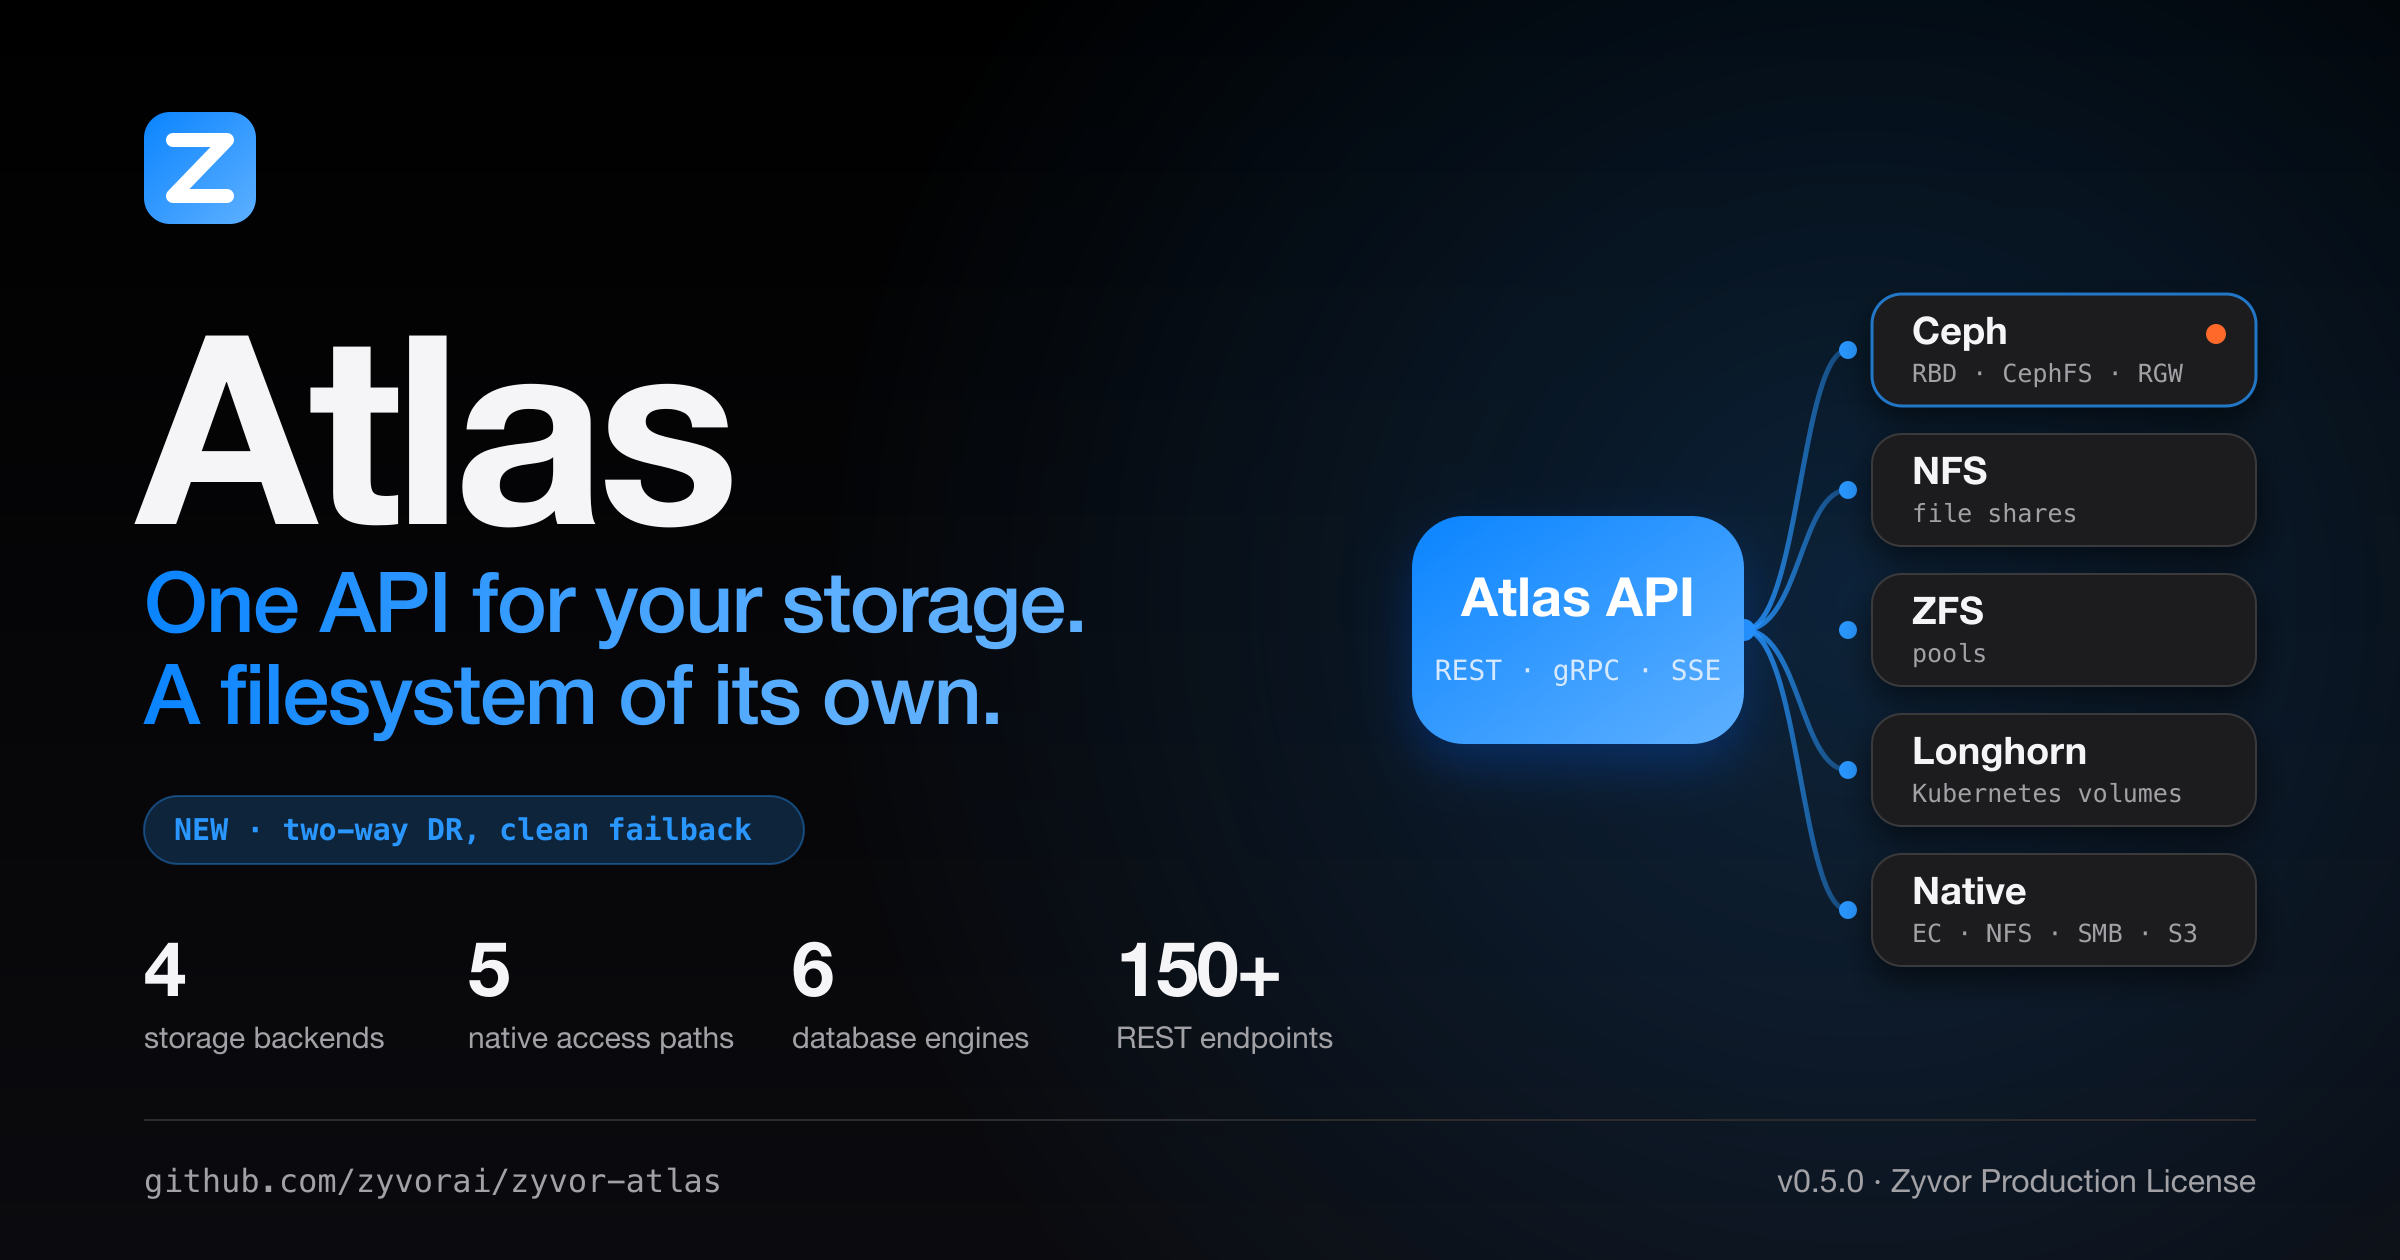 Z
Atlas
One API for your storage.
A filesystem of its own.
NEW · two-way DR, clean failback
4
storage backends
5
native access paths
6
database engines
150+
REST endpoints
Atlas API
REST · gRPC · SSE
Ceph
RBD · CephFS · RGW
NFS
file shares
ZFS
pools
Longhorn
Kubernetes volumes
Native
EC · NFS · SMB · S3
github.com/zyvorai/zyvor-atlas
v0.5.0 · Zyvor Production License